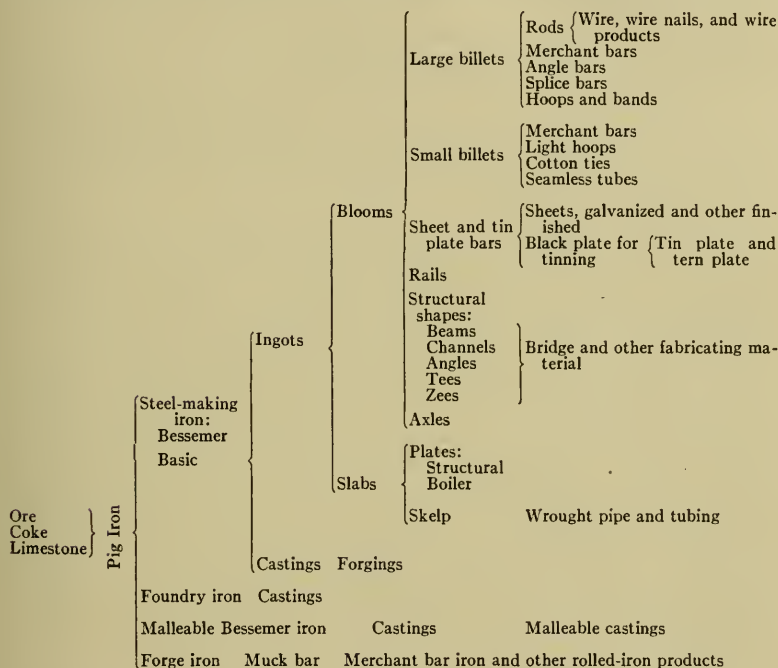 Rods Wire, wire nails, and wire
products
Large billets Merchant bars
Angle bars
Splice bars
Hoops and bands
Merchant bars
Small billets Light hoops
Cotton ties
Seamless tubes
Blooms Sheets, galvanized and other fin-
Sheet and tin ished
plate bars Black plate for Tin plate and
tinning tern plate
Rails
Structural
shapes:
Beams
Ingots Channels Bridge and other fabricating ma-
Angles terial
Tees
Zees
Steel-making Axles
iron:
Bessemer Plates:
Basic Structural
Slabs Boiler
Ore Skelp Wrought pipe and tubing
Coke Pig Iron
Limestone
Castings Forgings
Foundry iron Castings
Malleable Bessemer iron Castings Malleable castings
Forge iron Muck bar Merchant bar iron and other rolled-iron products